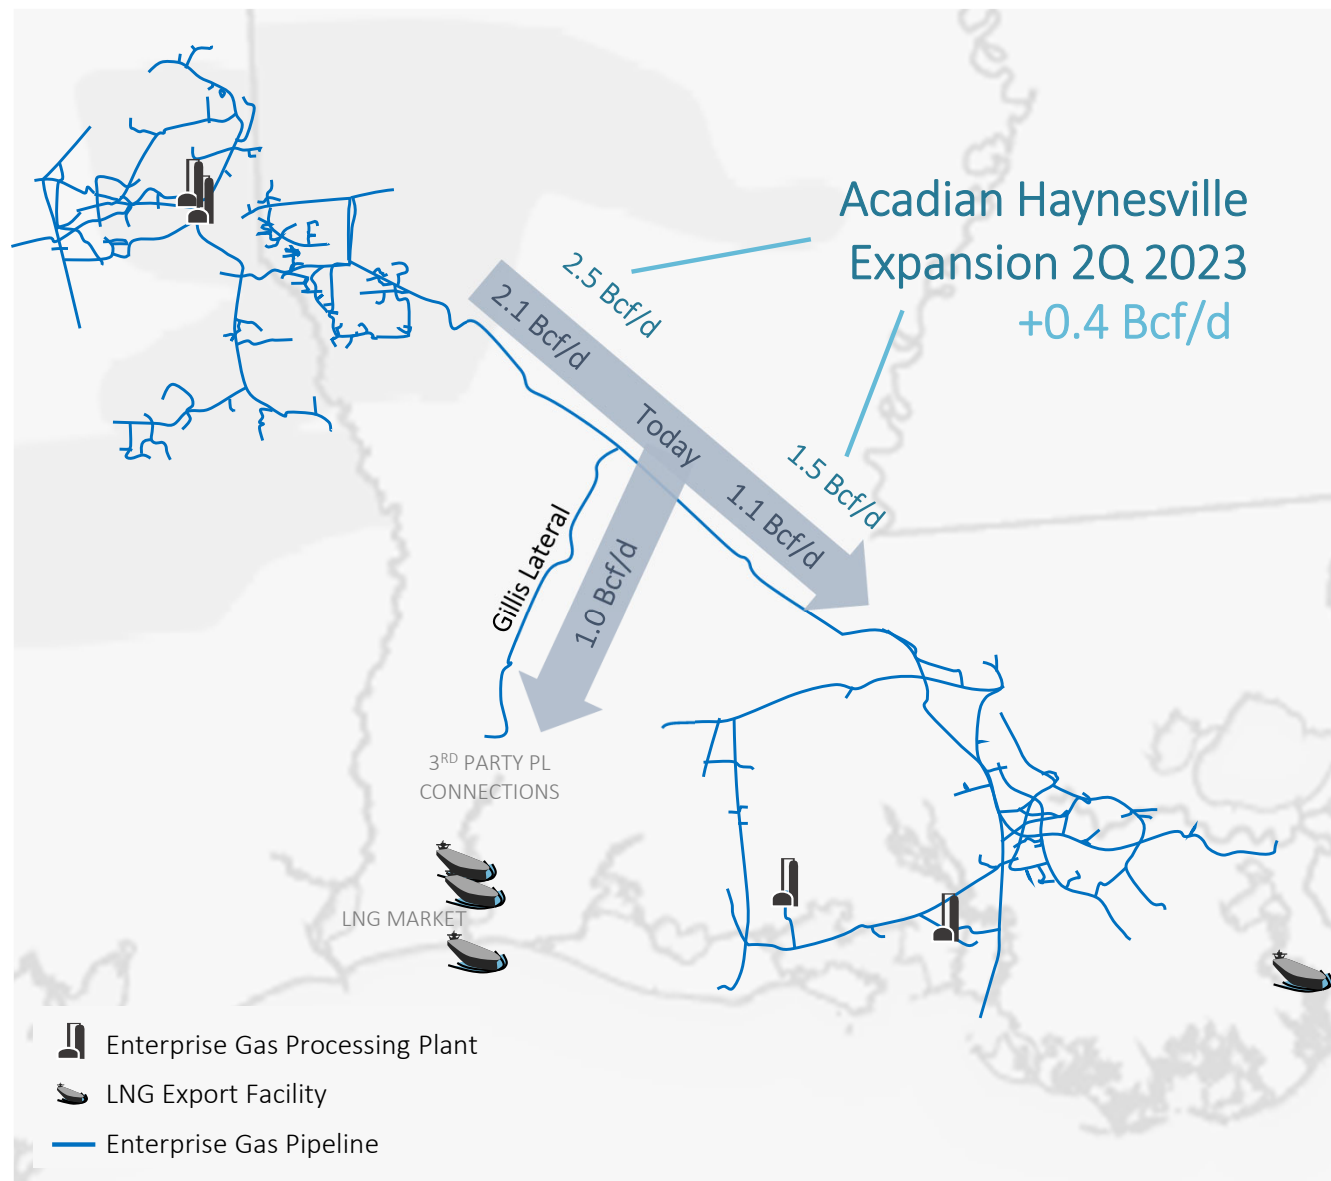 Acadian Haynesville
Expansion 2Q 2023
+0.4 Bcf/d
2.5 Bcf/d
2.1 Bcf/d
Today
1.5 Bcf/d
1.1 Bcf/d
Gillis Lateral
1.0 Bcf/d
3RD PARTY PL
CONNECTIONS
LNG MARKET
Enterprise Gas Processing Plant
LNG Export Facility
Enterprise Gas Pipeline